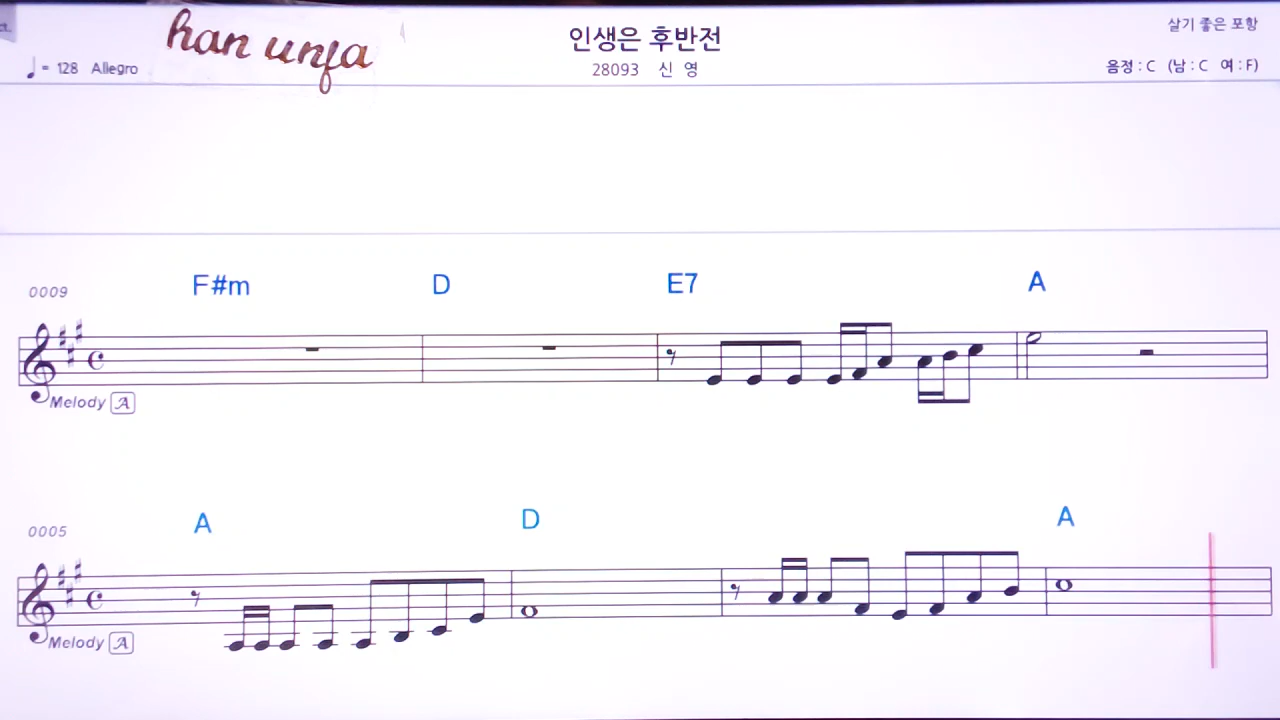 han unfa
인생은 후반전
살기 좋은 포항
♩= 128 Allegro
28093 신 영
음정 : C (남 : C 여 : F)
F#m D E7 A
0009
Melody A
A D A
0005
Melody A